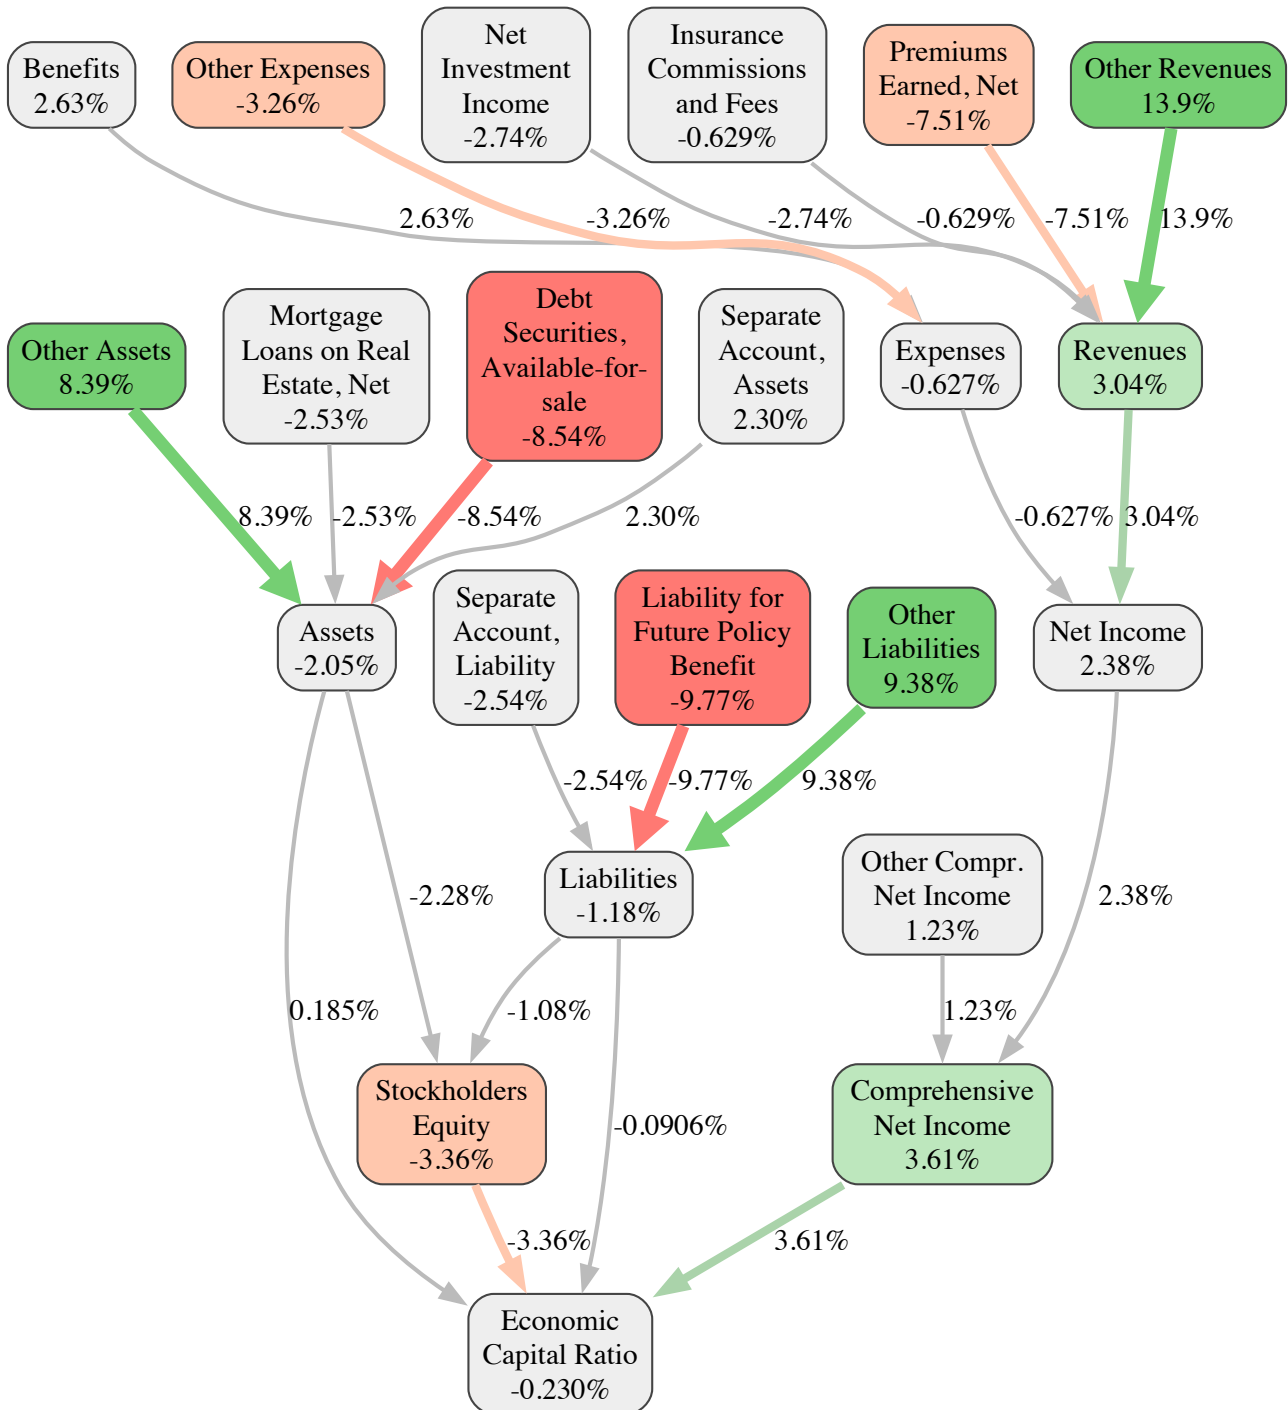 Benefits
2.63%
Other Expenses
-3.26%
Net
Investment
Income
-2.74%
Insurance
Commissions
and Fees
-0.629%
Premiums
Earned, Net
-7.51%
Other Revenues
13.9%
2.63%
-3.26%
-2.74%
-0.629%
-7.51%
13.9%
Other Assets
8.39%
Mortgage
Loans on Real
Estate, Net
-2.53%
Debt
Securities,
Available-for-
sale
-8.54%
Separate
Account,
Assets
2.30%
Expenses
-0.627%
Revenues
3.04%
8.39%
-2.53%
-8.54%
2.30%
-0.627%
3.04%
Assets
-2.05%
Separate
Account,
Liability
-2.54%
Liability for
Future Policy
Benefit
-9.77%
Other
Liabilities
9.38%
Net Income
2.38%
-2.54%
-9.77%
9.38%
Liabilities
-1.18%
Other Compr.
Net Income
1.23%
-2.28%
2.38%
0.185%
-1.08%
1.23%
Stockholders
Equity
-3.36%
-0.0906%
Comprehensive
Net Income
3.61%
-3.36%
3.61%
Economic
Capital Ratio
-0.230%